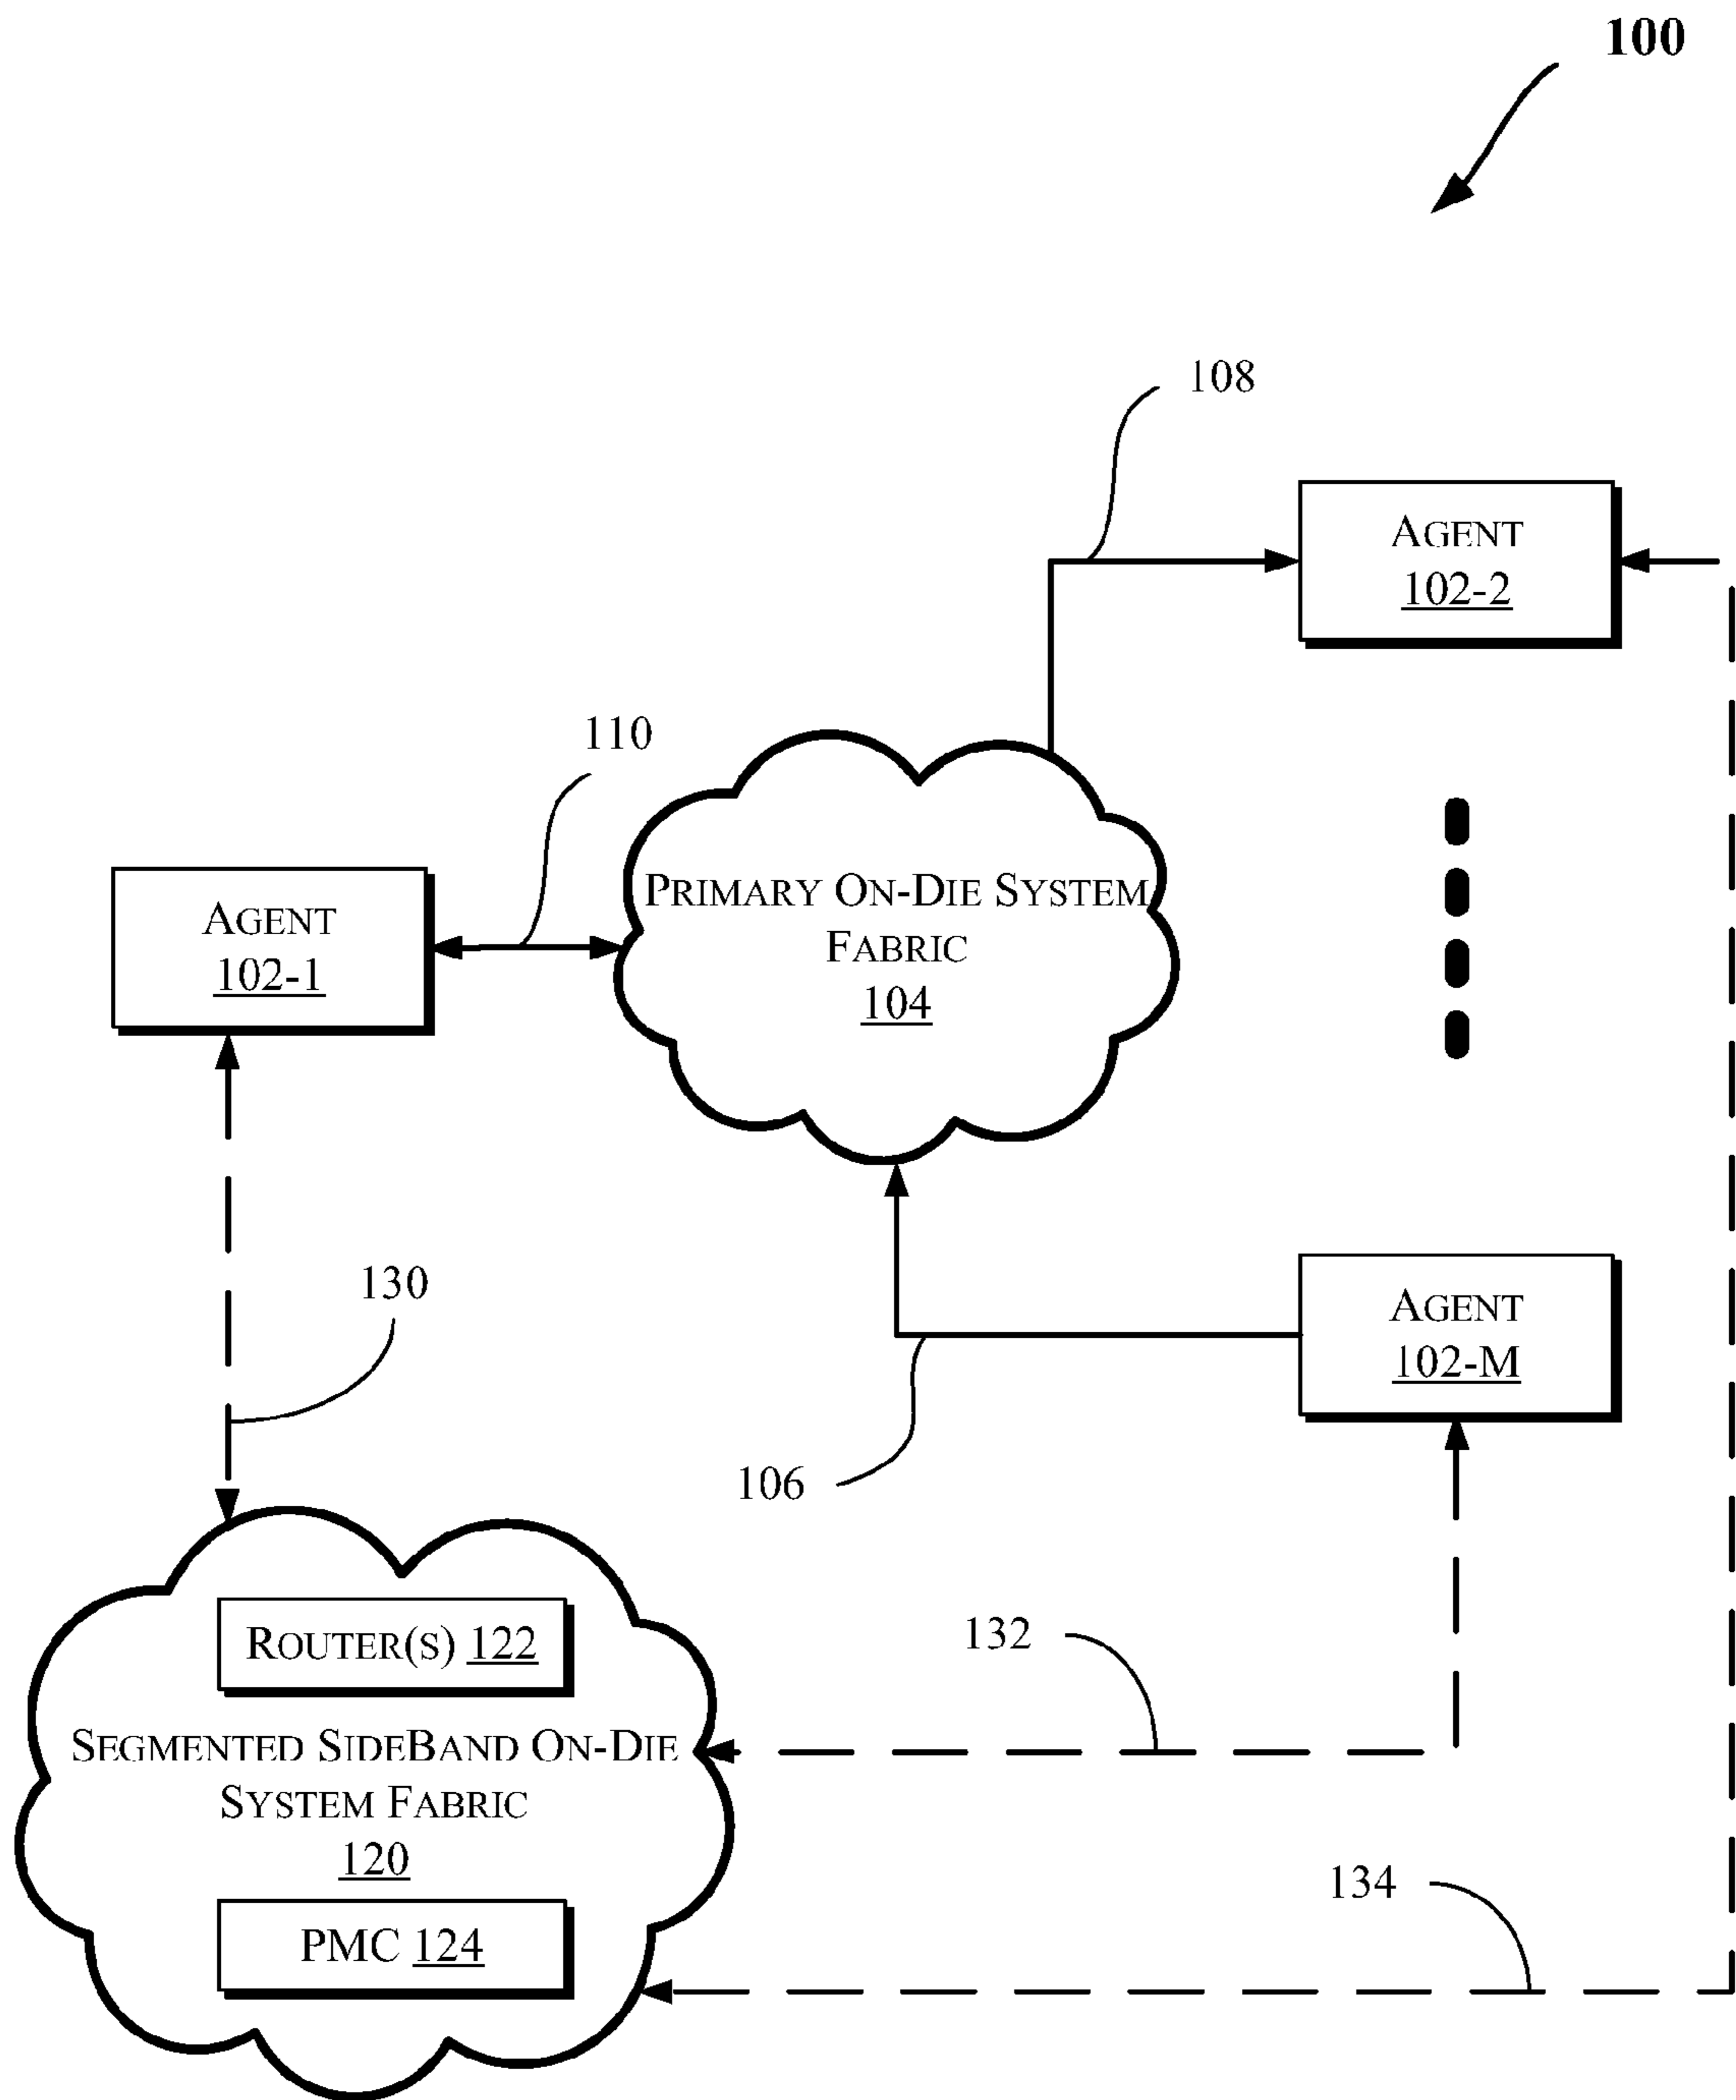 100
108
AGENT
102-2
110
PRIMARY ON-DIE SYSTEM
FABRIC
104
AGENT
102-1
130
AGENT
102-M
106
ROUTER(S) 122
132
SEGMENTED SIDEBAND ON-DIE
SYSTEM FABRIC
120
134
PMC 124